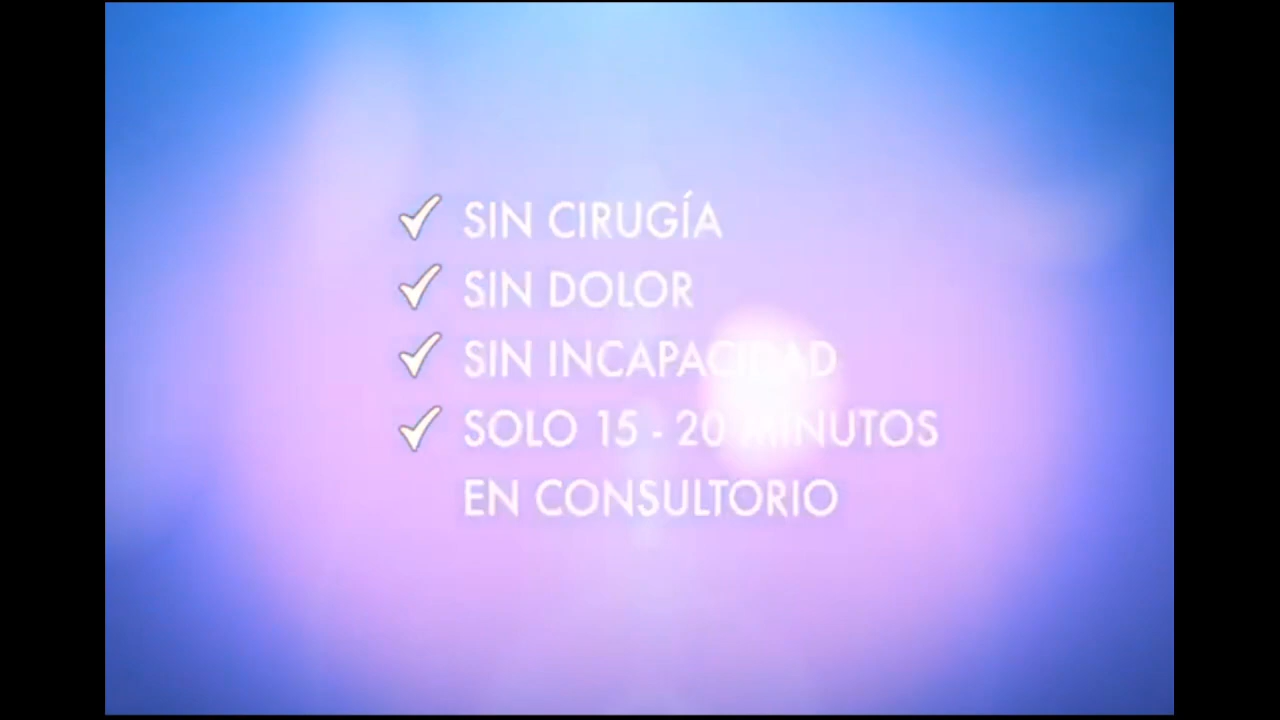 SIN CIRUGÍA
SIN DOLOR
SIN INCAPACIDAD
SOLO 15 - 20 MINUTOS
EN CONSULTORIO